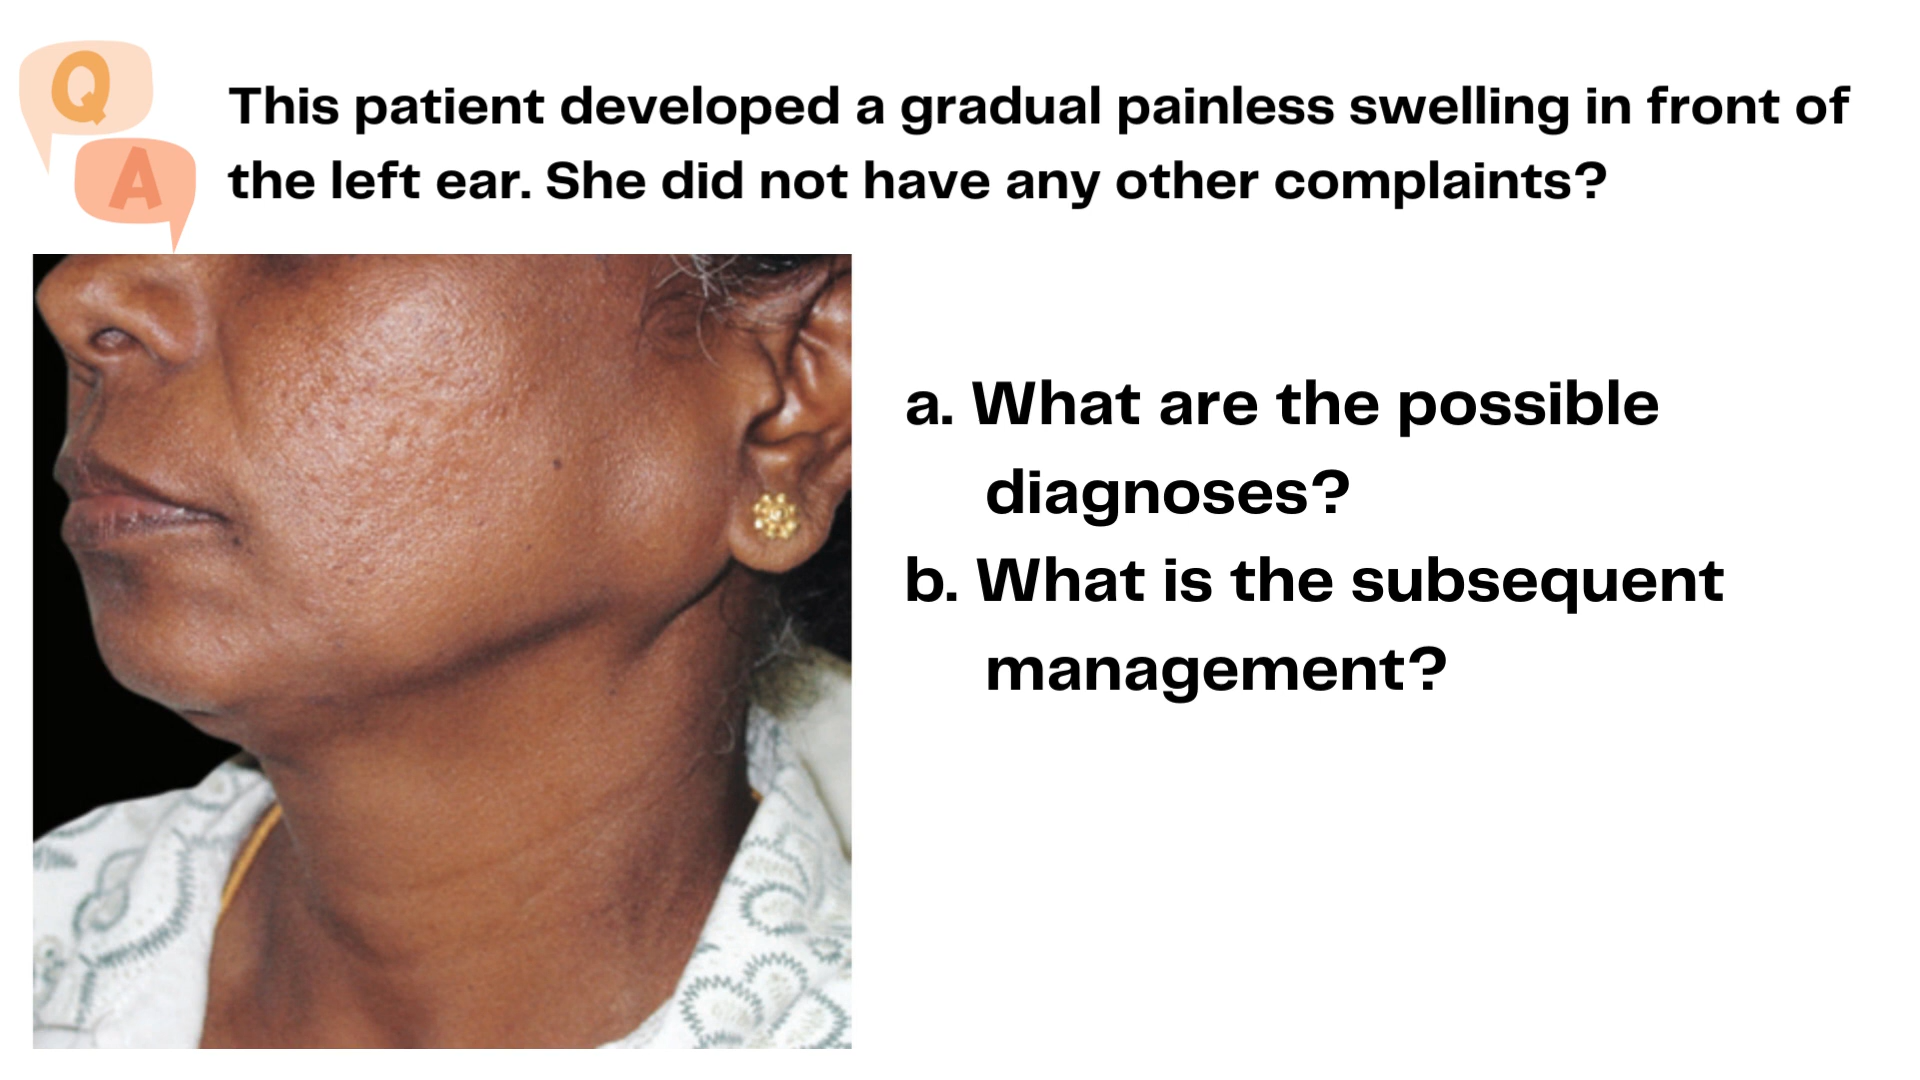 Q
A
This patient developed a gradual painless swelling in front of
the left ear. She did not have any other complaints?
a. What are the possible
diagnoses?
b. What is the subsequent
management?